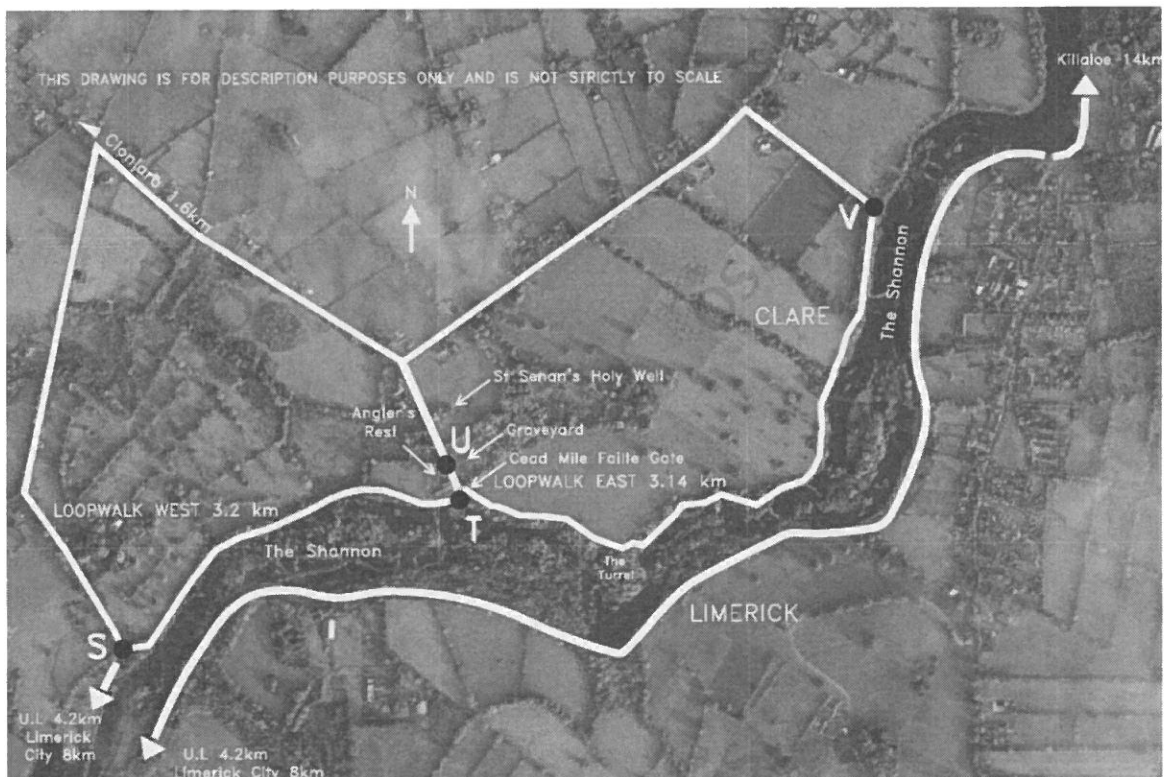 THIS DRAWING IS FOR DESCRIPTION PURPOSES ONLY AND IS NOT STRICTLY TO SCALE
Killaloe 14km
Clonlara 1.6km
N
V
The Shannon
CLARE
St Senan's Holy Well
Angler's
Rest
U
Graveyard
Cead Mile Failte Gate
LOOPWALK EAST 3.14 km
LOOPWALK WEST 3.2 km
T
The Shannon
The
Turret
LIMERICK
S
U.L 4.2km
Limerick
City 8km
U.L 4.2km
Limerick City 8km